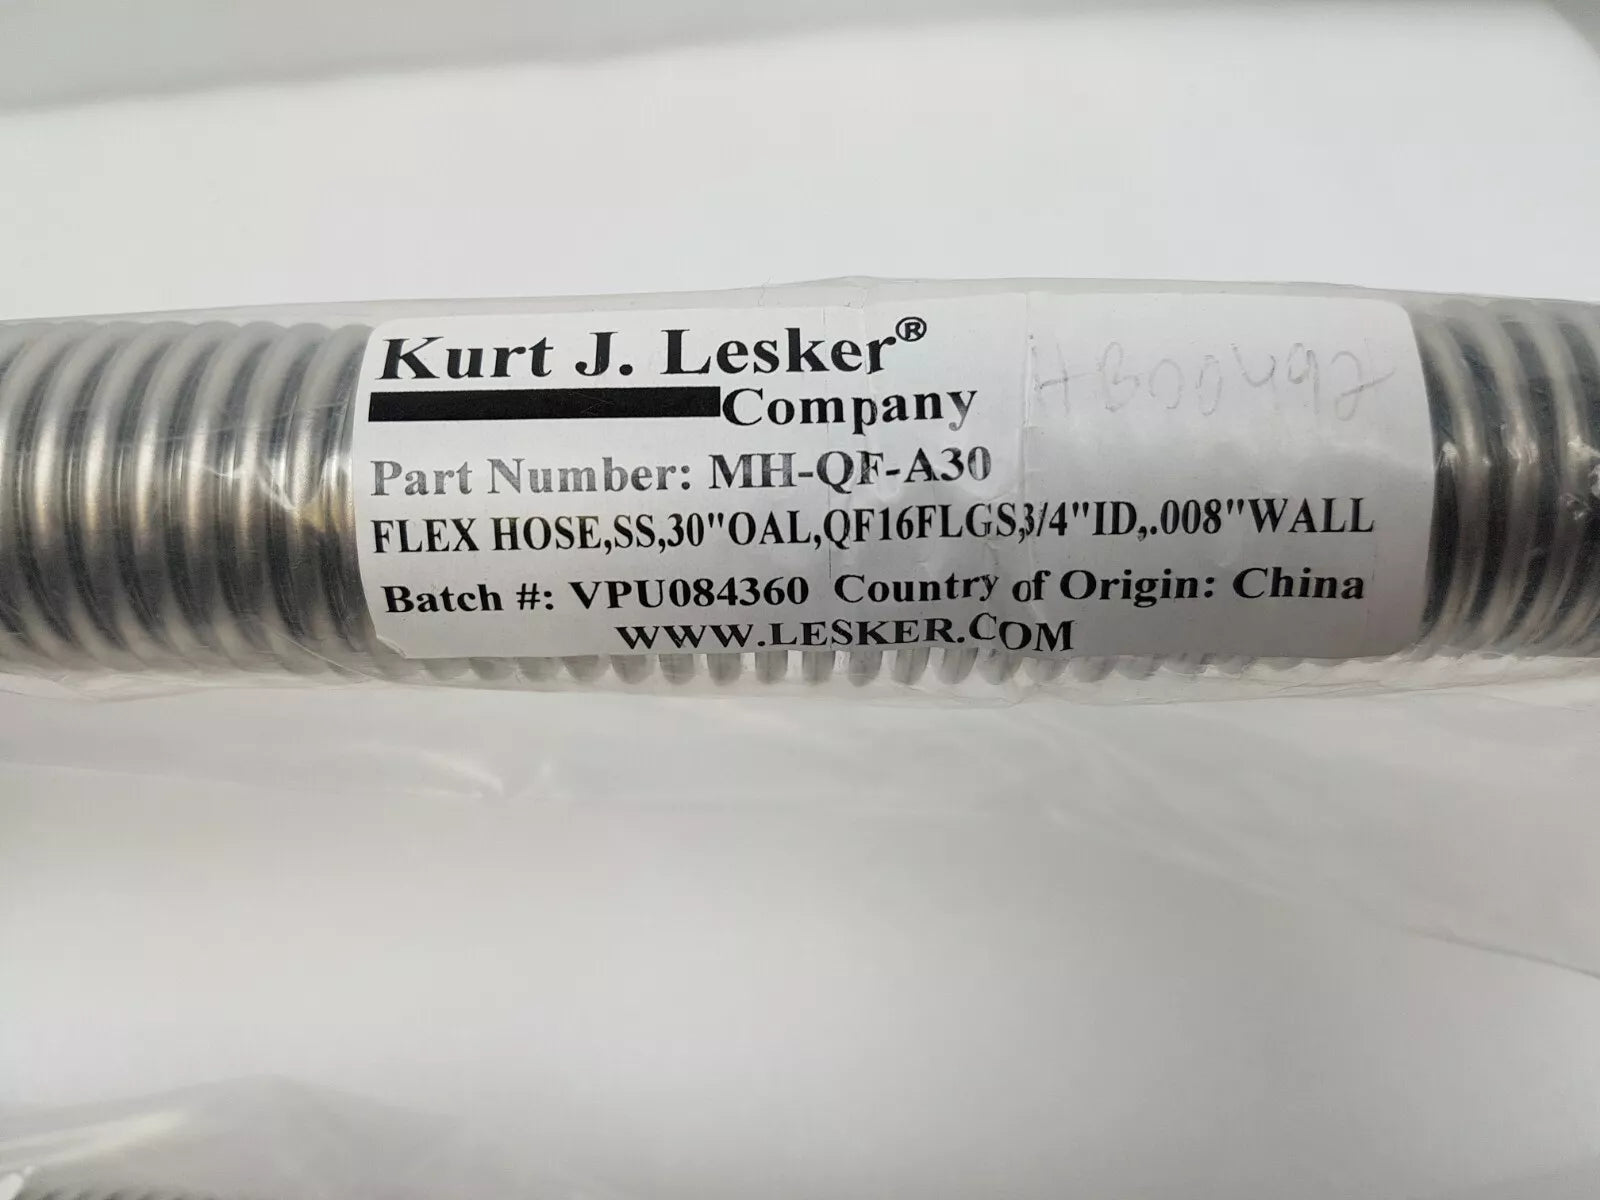 Kurt J. Lesker®
Company
HB00497
Part Number: MH-QF-A30
FLEX HOSE,SS,30"OAL,QF16FLGS,3/4"ID,.008"WALL
Batch #: VPU084360 Country of Origin: China
WWW.LESKER.COM